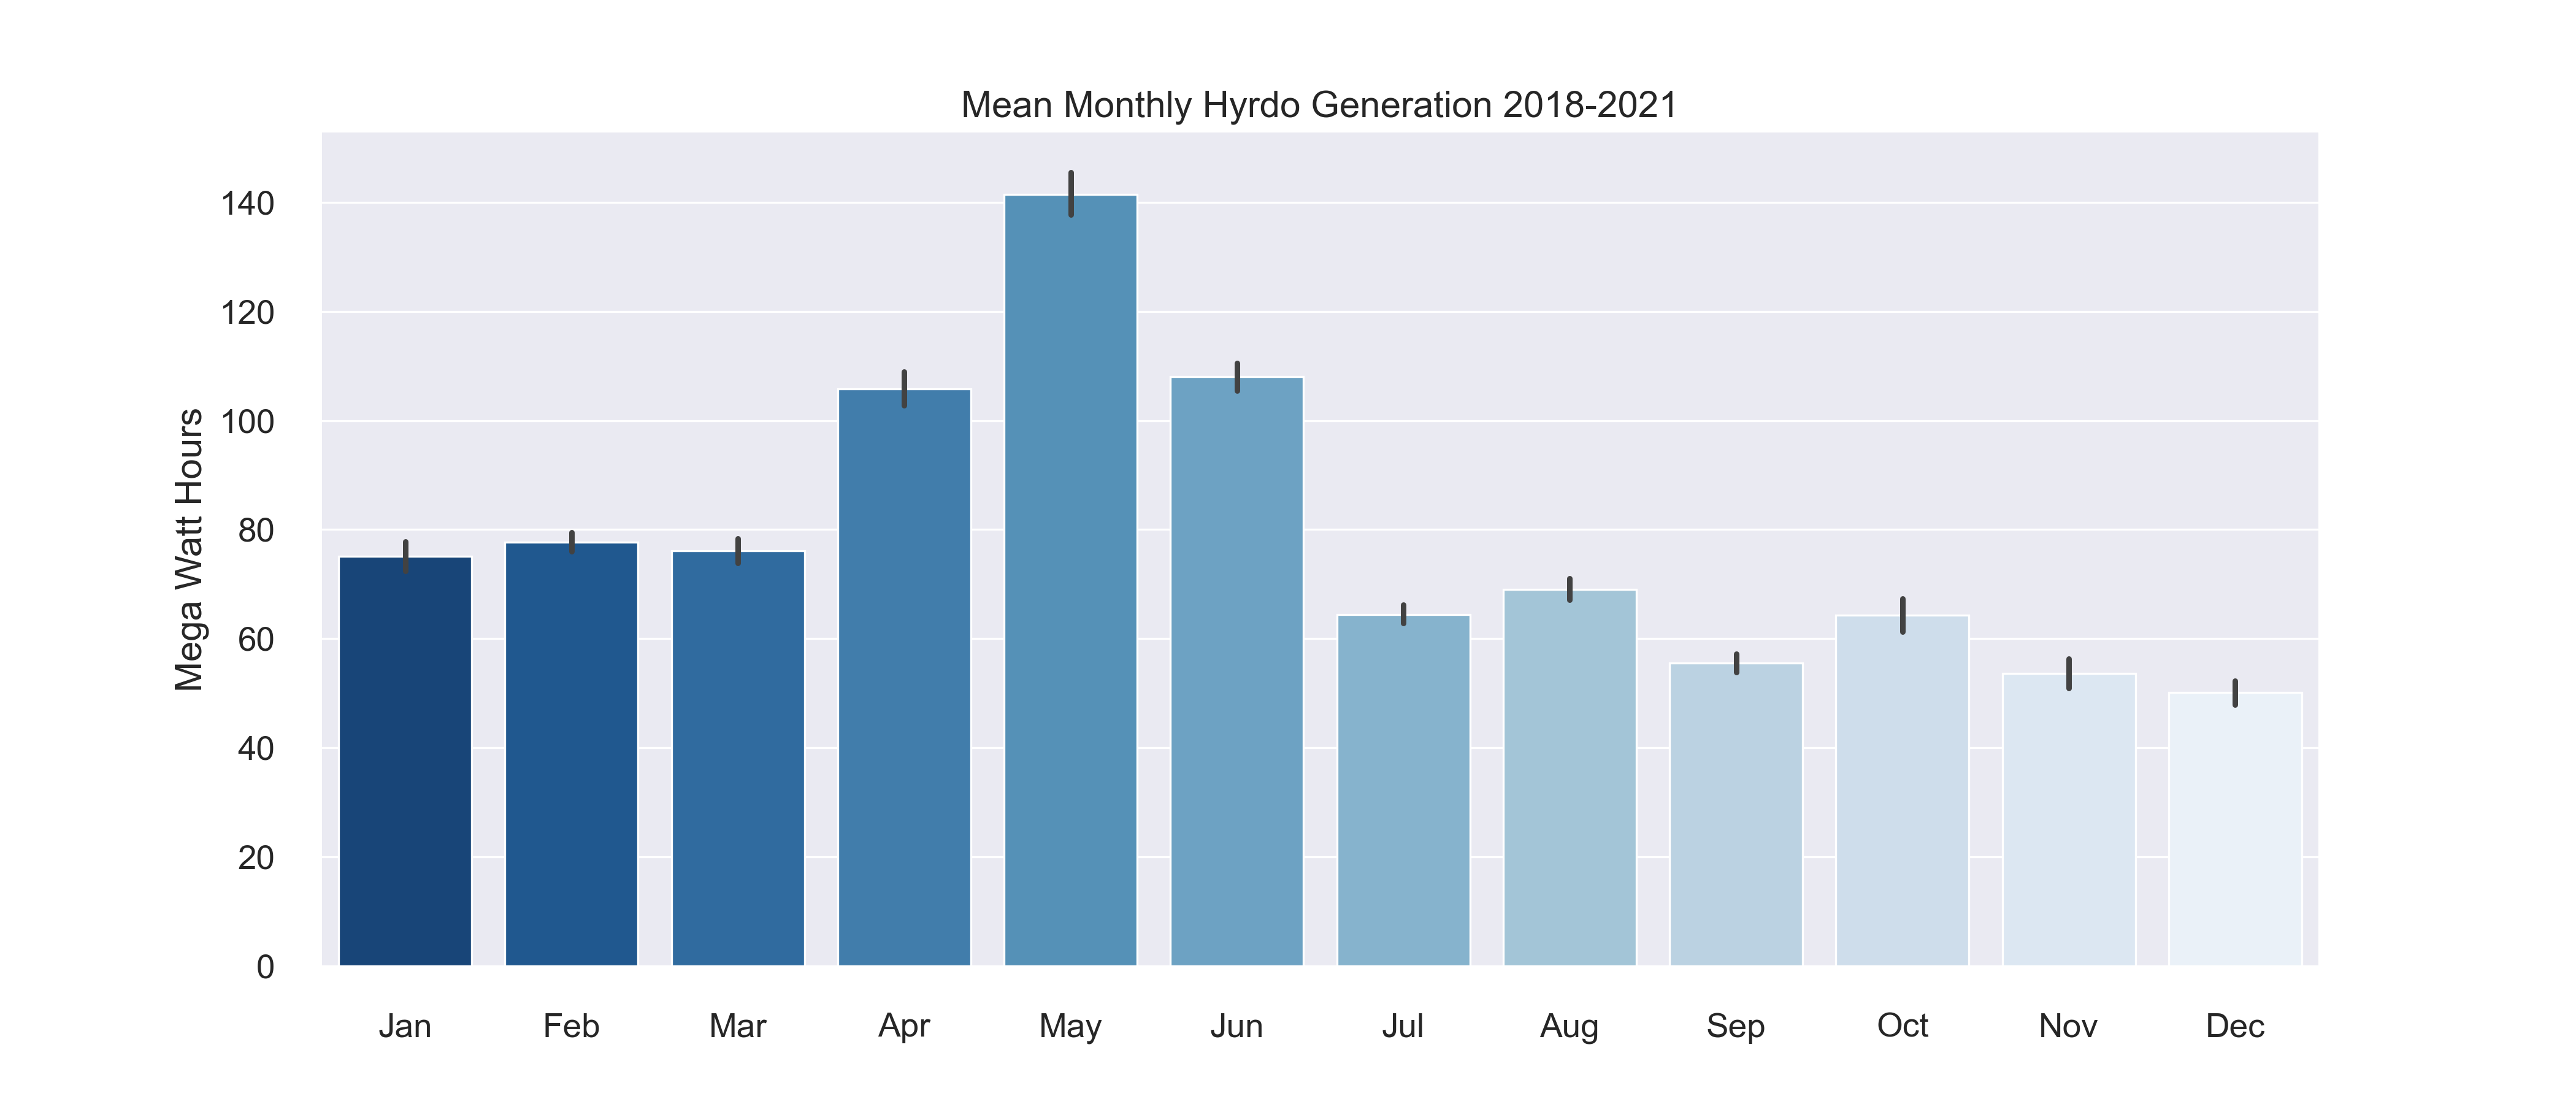 Mean Monthly Hyrdo Generation 2018-2021
Mega Watt Hours
140
120
100
80
60
40
20
0
Jan Feb Mar Apr May Jun Jul Aug Sep Oct Nov Dec